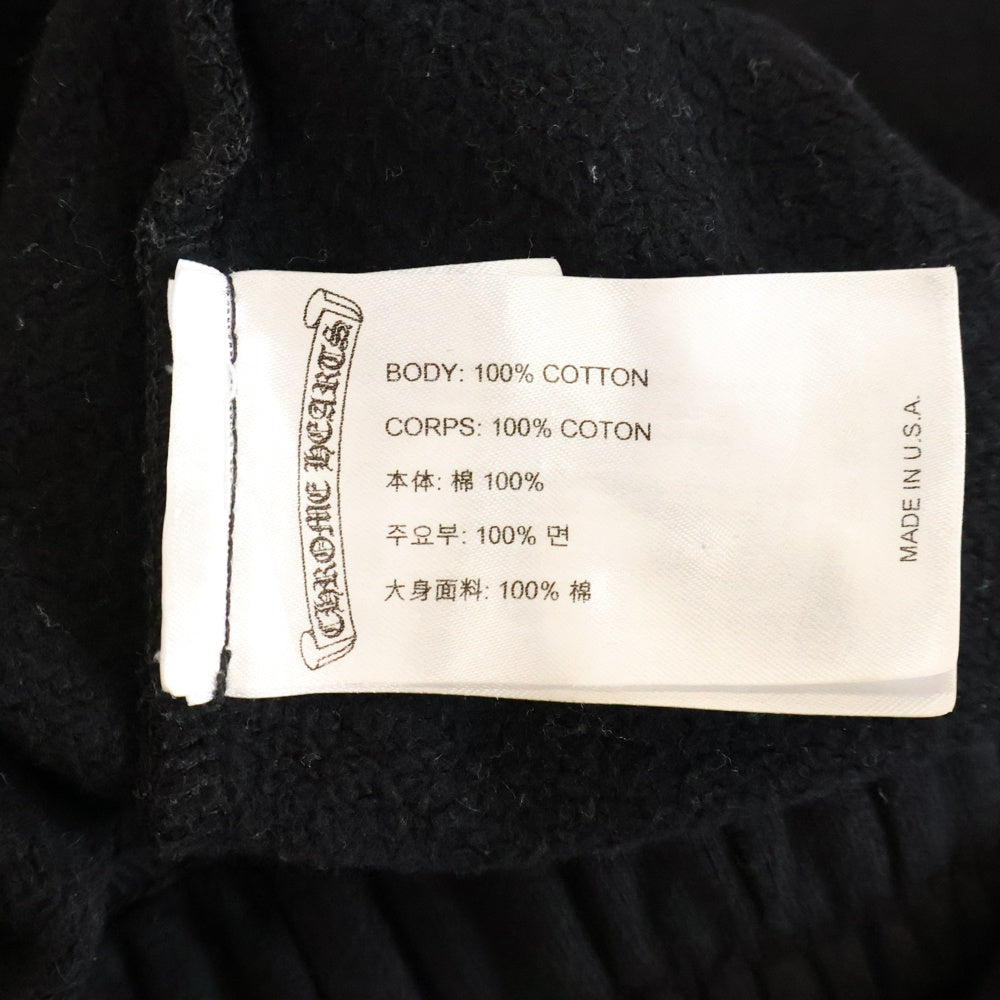 CHROME HEARTS
BODY: 100% COTTON
CORPS: 100% COTON
本体: 棉 100%
주요부: 100% 면
大身面料: 100% 棉
MADE IN U.S.A.